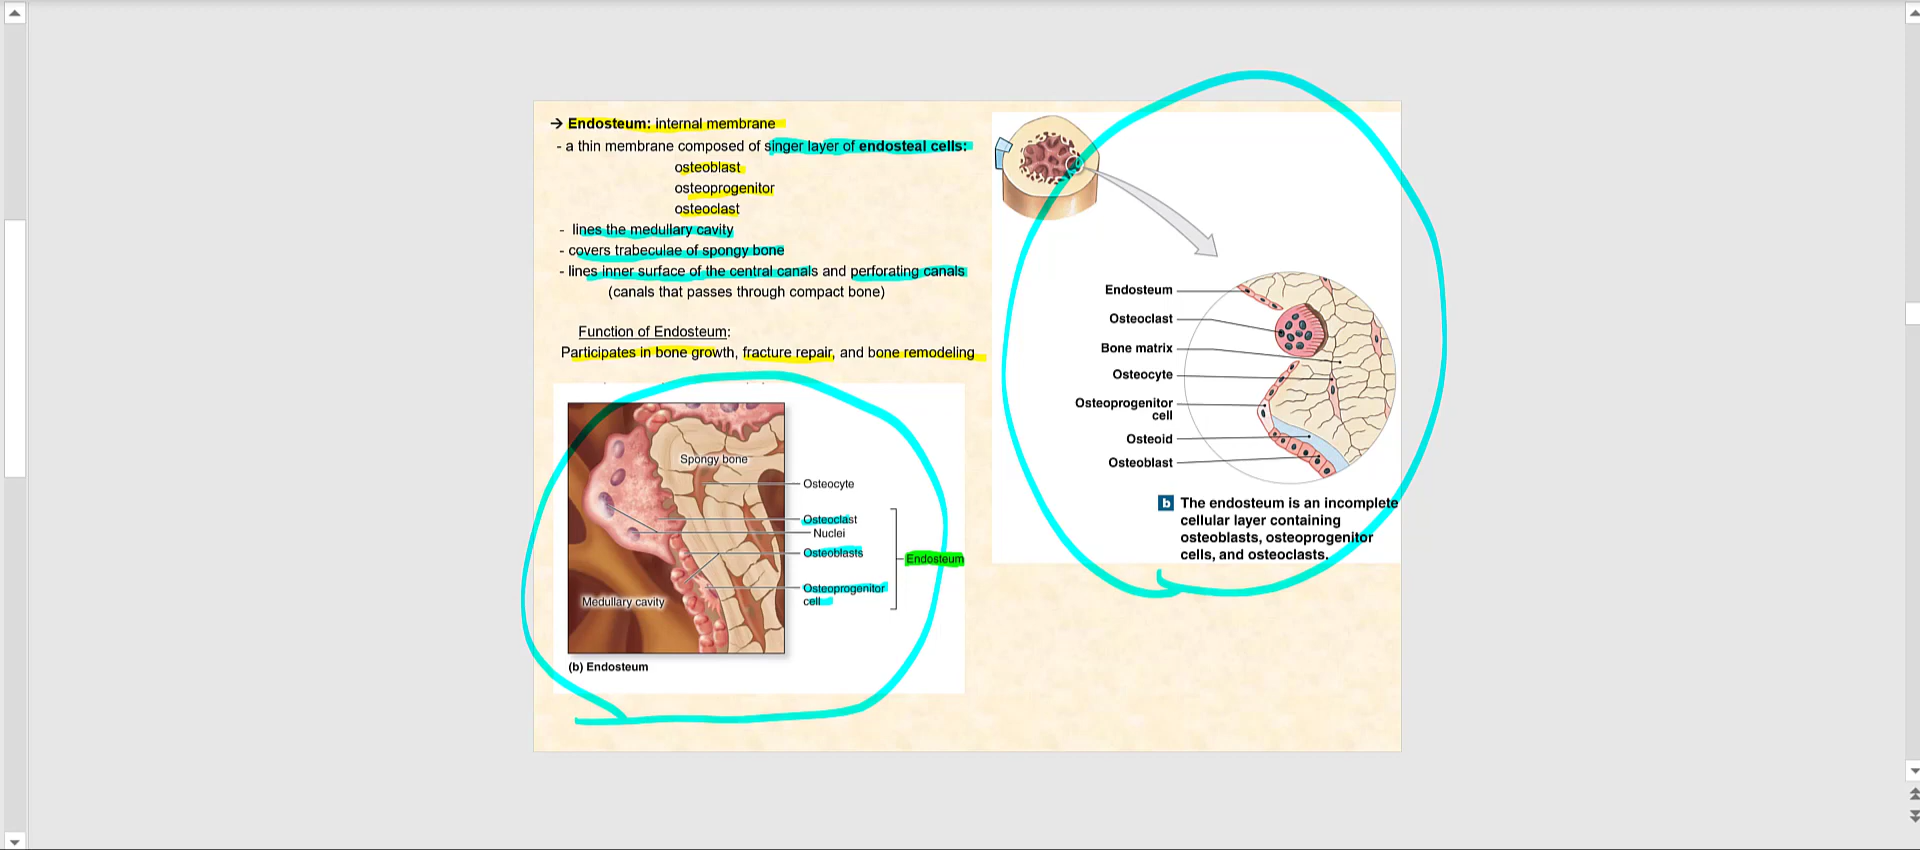 → Endosteum: internal membrane
- a thin membrane composed of singer layer of endosteal cells:
osteoblast
osteoprogenitor
osteoclast
- lines the medullary cavity
- covers trabeculae of spongy bone
- lines inner surface of the central canals and perforating canals
(canals that passes through compact bone)
Function of Endosteum:
Participates in bone growth, fracture repair, and bone remodeling
Spongy bone
Osteocyte
Osteoclast
Nuclei
Osteoblasts
Endosteum
Osteoprogenitor
cell
Medullary cavity
(b) Endosteum
Endosteum
Osteoclast
Bone matrix
Osteocyte
Osteoprogenitor
cell
Osteoid
Osteoblast
b The endosteum is an incomplete
cellular layer containing
osteoblasts, osteoprogenitor
cells, and osteoclasts.